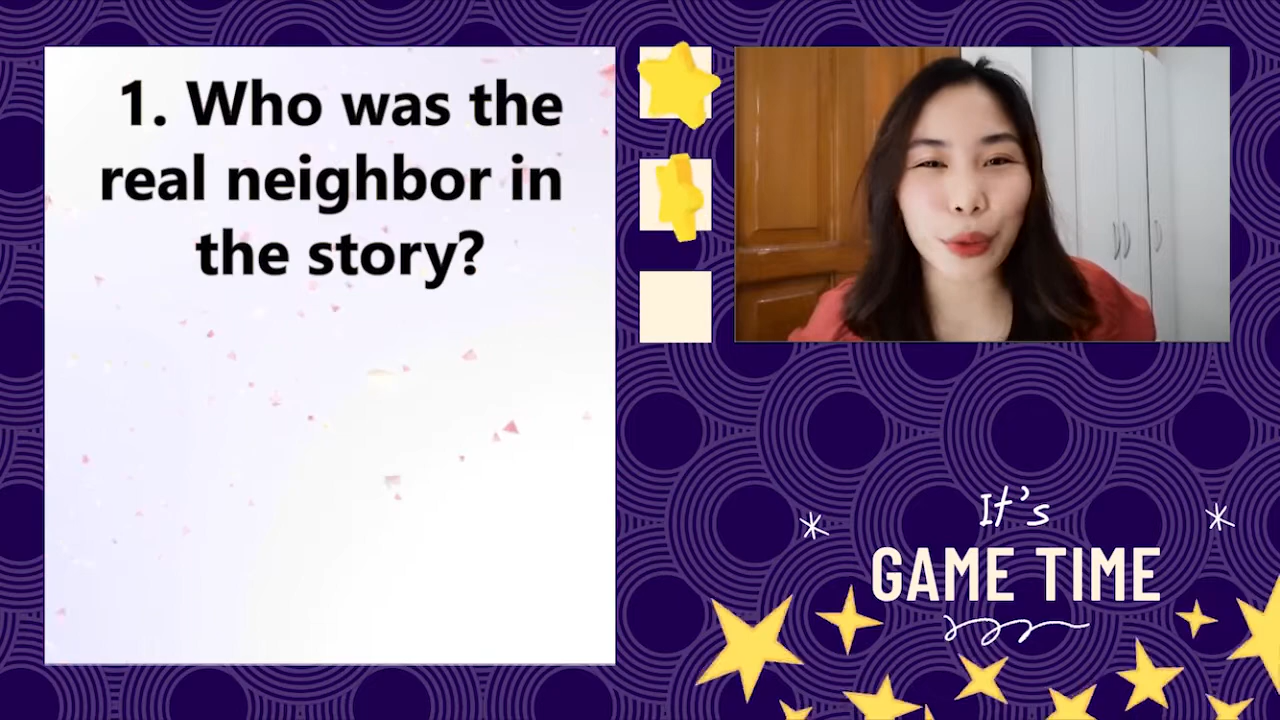 1. Who was the
real neighbor in
the story?
It's
GAME TIME